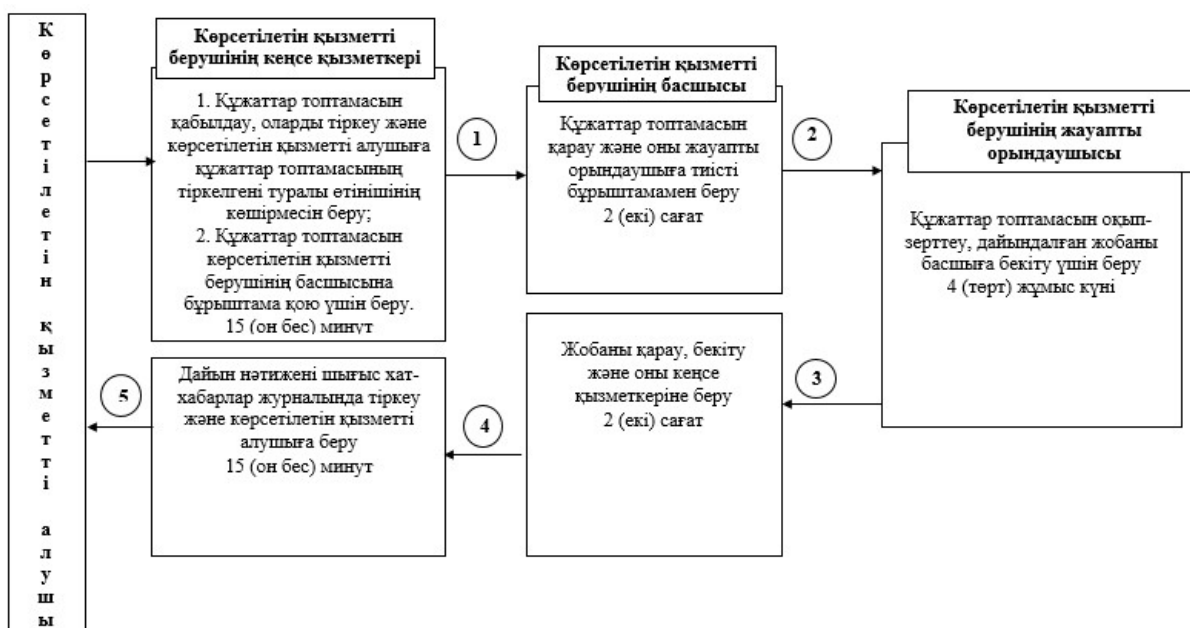 Көрсетілетін қызметті алушы
Көрсетілетін қызметті
берушінің кеңсе қызметкері
1. Құжаттар топтамасын
қабылдау, оларды тіркеу және
көрсетілетін қызметті алушыға
құжаттар топтамасының
тіркелгені туралы өтінішінің
көшірмесін беру;
2. Құжаттар топтамасын
көрсетілетін қызметті
берушінің басшысына
бұрыштама қою үшін беру.
15 (он бес) минут
1
Көрсетілетін қызметті
берушінің басшысы
Құжаттар топтамасын
қарау және оны жауапты
орындаушыға тиісті
бұрыштамамен беру
2 (екі) сағат
2
Көрсетілетін қызметті
берушінің жауапты
орындаушысы
Құжаттар топтамасын оқып-
зерттеу, дайындалған жобаны
басшыға бекіту үшін беру
4 (төрт) жұмыс күні
3
Жобаны қарау, бекіту
және оны кеңсе
қызметкеріне беру
2 (екі) сағат
4
Дайын нәтижені шығыс хат-
хабарлар журналында тіркеу
және көрсетілетін қызметті
алушыға беру
15 (он бес) минут
5